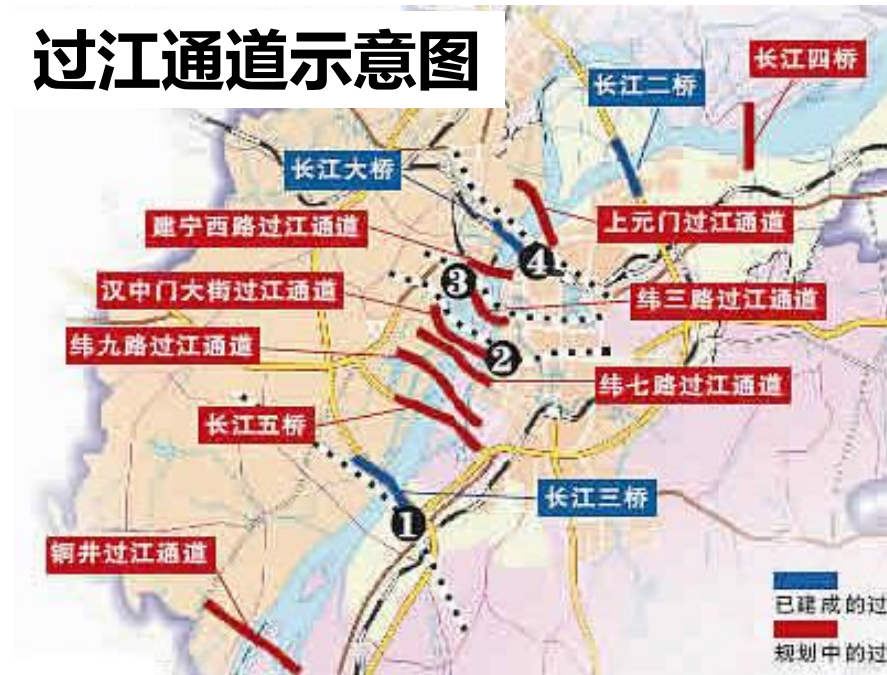 过江通道示意图
长江四桥
长江二桥
长江大桥
建宁西路过江通道
上元门过江通道
4
3
汉中门大街过江通道
纬三路过江通道
纬九路过江通道
2
纬七路过江通道
长江五桥
长江三桥
1
铜井过江通道
已建成的过
规划中的过